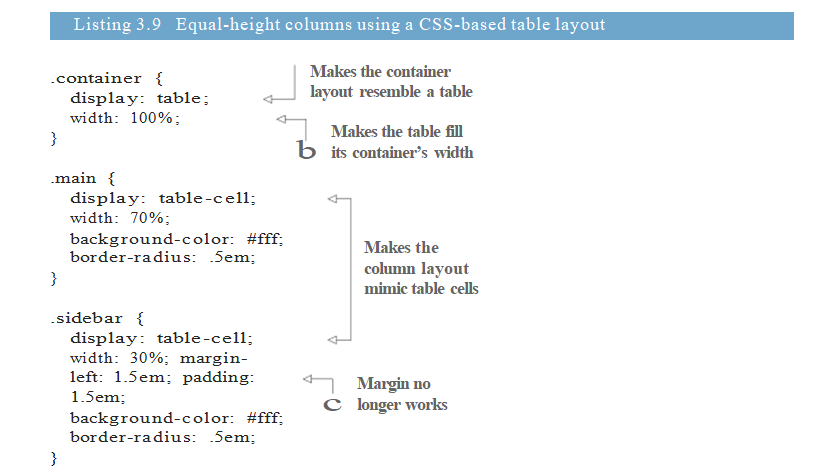 Listing 3.9 Equal-height columns using a CSS-based table layout
.container {
display: table;
width: 100%;
}
Makes the container
layout resemble a table
b
Makes the table fill
its container's width
.main {
display: table-cell;
width: 70%;
background-color: #fff;
border-radius: .5em;
}
Makes the
column layout
mimic table cells
.sidebar {
display: table-cell;
width: 30%; margin-
left: 1.5em; padding:
1.5em;
background-color: #fff;
border-radius: .5em;
}
c
Margin no
longer works